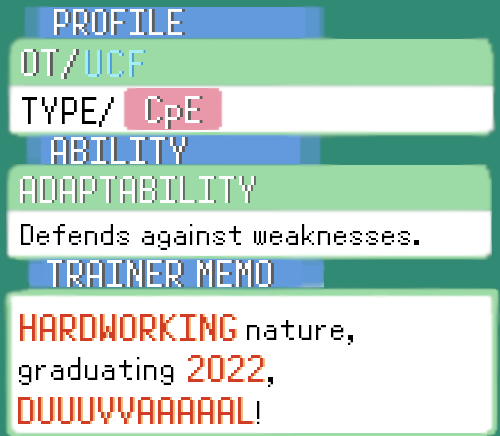 PROFILE
OT/UCF
TYPE/ CpE
ABILITY
ADAPTABILITY
Defends against weaknesses.
TRAINER MEMO
HARDWORKING nature,
graduating 2022,
DUUUVVAAAAAL!